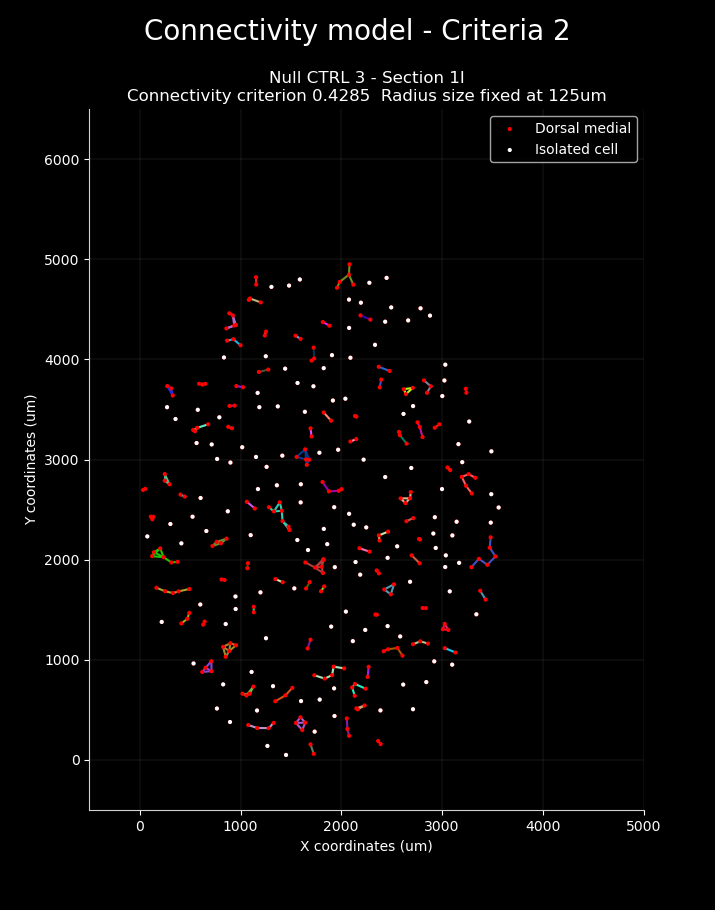 Connectivity model - Criteria 2
Null CTRL 3 - Section 1l
Connectivity criterion 0.4285  Radius size fixed at 125um
Dorsal medial
Isolated cell
6000
5000
4000
3000
2000
1000
0
Y coordinates (um)
0 1000 2000 3000 4000 5000
X coordinates (um)